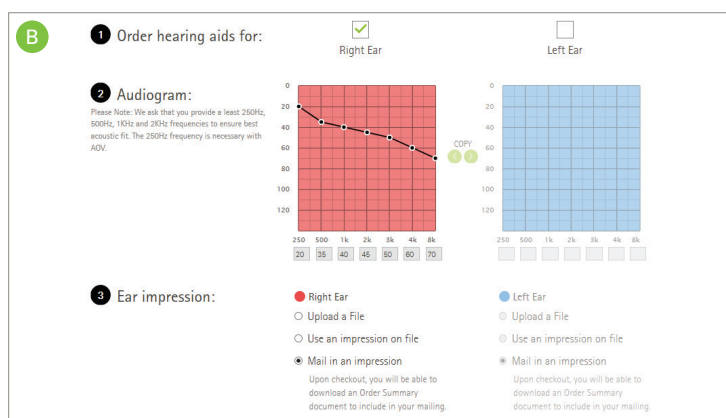 B
1 Order hearing aids for:
Right Ear
Left Ear
2 Audiogram:
Please Note: We ask that you provide a least 250Hz,
500Hz, 1KHz and 2KHz frequencies to ensure best
acoustic fit. The 250Hz frequency is necessary with
AOV.
0
20
40
60
80
100
120
250 500 1k 2k 3k 4k 8k
20 35 40 45 50 60 70
COPY
0
20
40
60
80
100
120
250 500 1k 2k 3k 4k 8k
3 Ear impression:
Right Ear
Upload a File
Use an impression on file
Mail in an impression
Upon checkout, you will be able to
download an Order Summary
document to include in your mailing.
Left Ear
Upload a File
Use an impression on file
Mail in an impression
Upon checkout, you will be able to
download an Order Summary
document to include in your mailing.